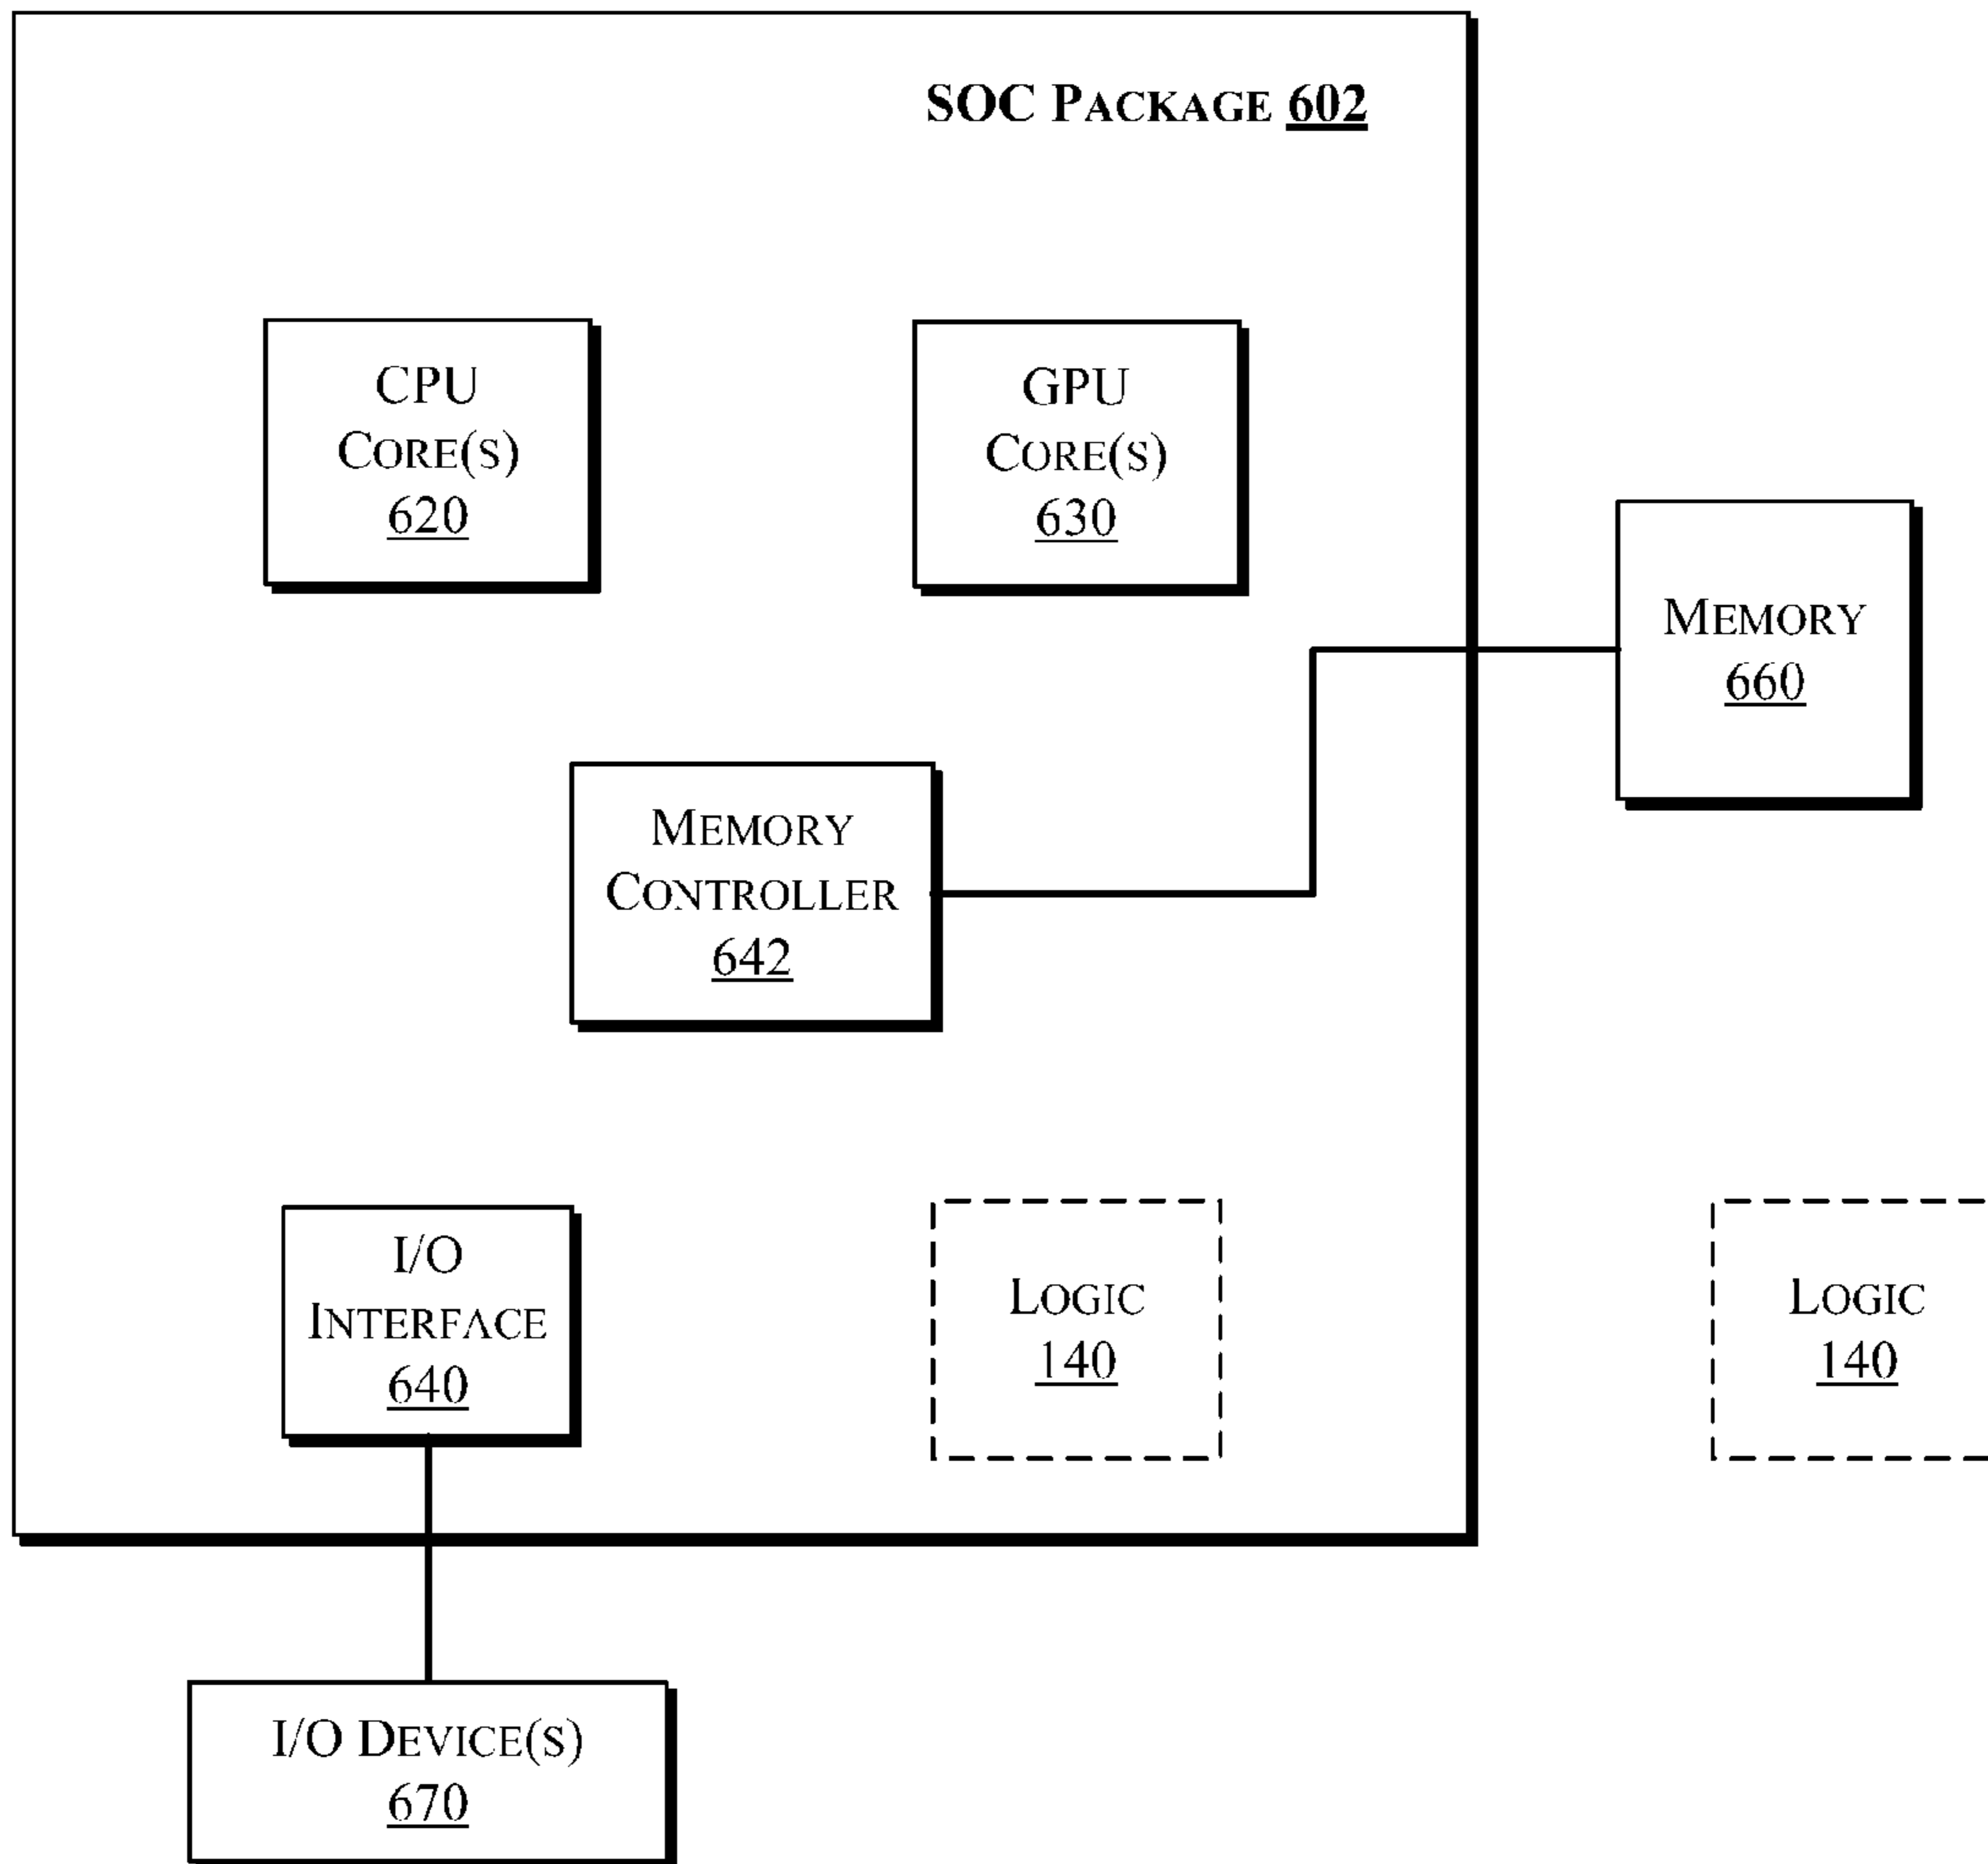 SOC PACKAGE 602
CPU
CORE(S)
620
GPU
CORE(S)
630
MEMORY
660
MEMORY
CONTROLLER
642
I/O
INTERFACE
640
LOGIC
140
LOGIC
140
I/O DEVICE(S)
670